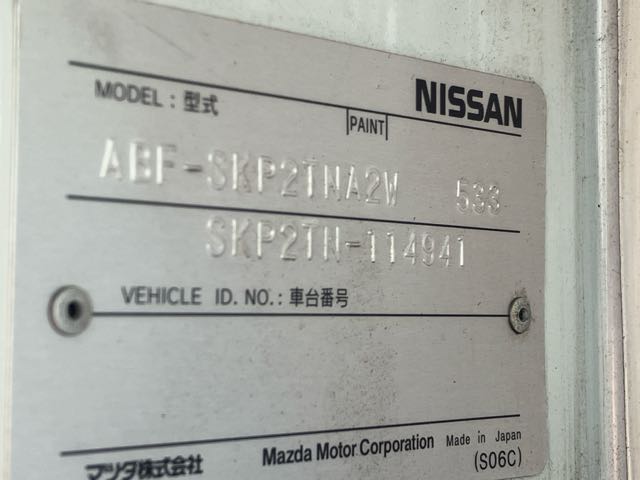 MODEL : 型式 PAINT NISSAN
ABF-SKP2TNA2W 533
SKP2TN-114941
VEHICLE ID. NO. : 車台番号
マツダ株式会社 Mazda Motor Corporation Made in Japan
(S06C)